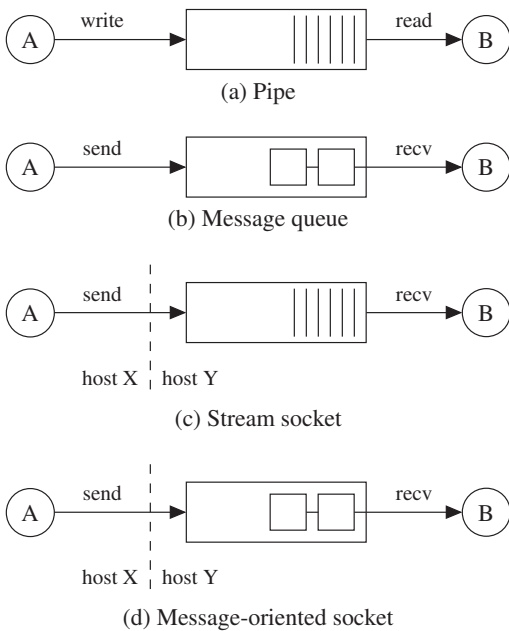 A write read B
(a) Pipe
A send recv B
(b) Message queue
A send recv B
host X host Y
(c) Stream socket
A send recv B
host X host Y
(d) Message-oriented socket